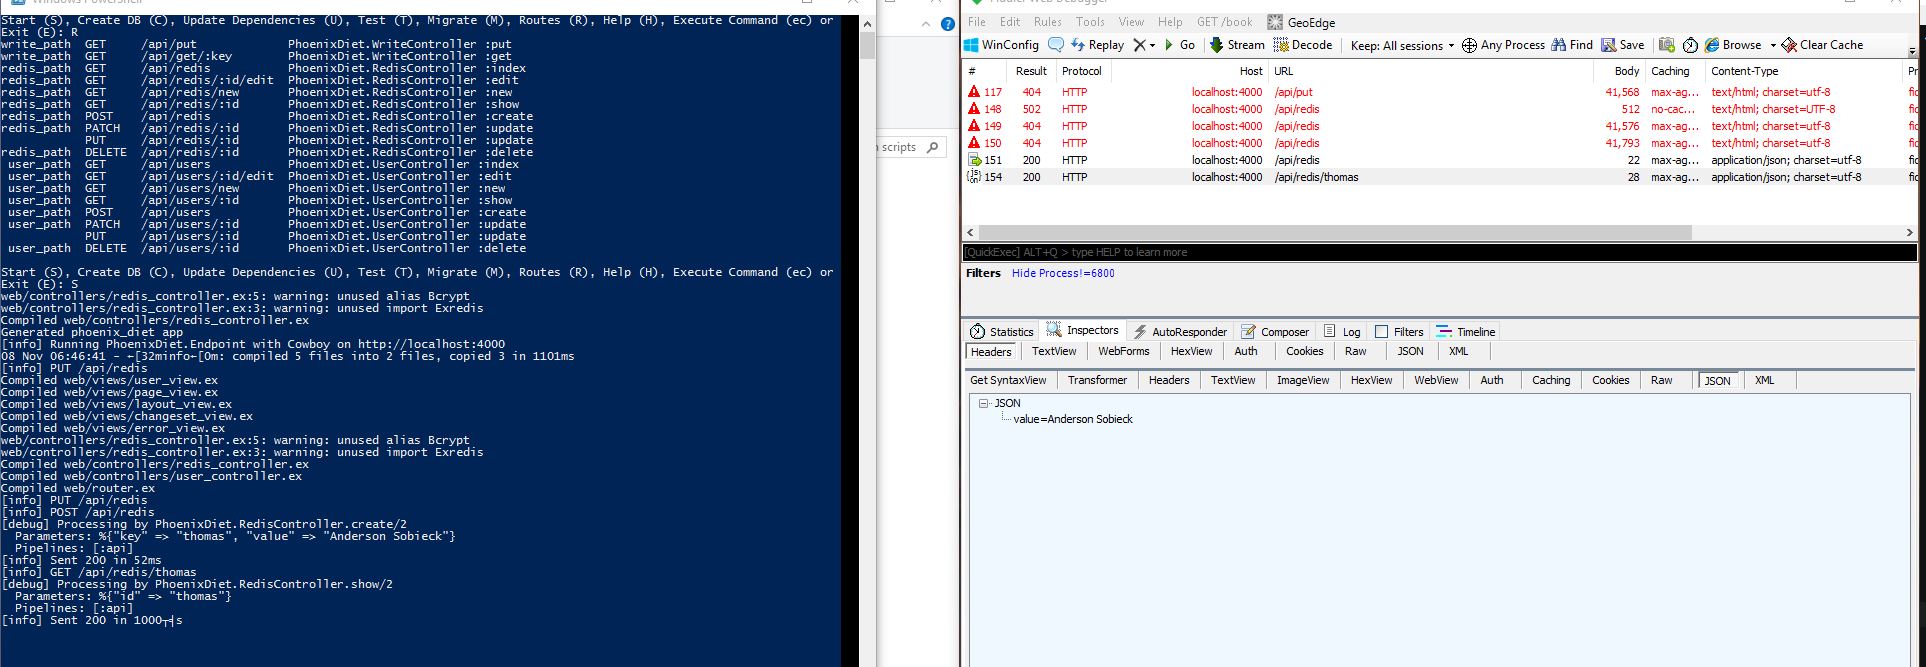 Windows PowerShell
Start (S), Create DB (C), Update Dependencies (U), Test (T), Migrate (M), Routes (R), Help (H), Execute Command (ec) or
Exit (E): R
write_path  GET     /api/put            PhoenixDiet.WriteController :put
write_path  GET     /api/get/:key       PhoenixDiet.WriteController :get
redis_path  GET     /api/redis          PhoenixDiet.RedisController :index
redis_path  GET     /api/redis/:id/edit  PhoenixDiet.RedisController :edit
redis_path  GET     /api/redis/new      PhoenixDiet.RedisController :new
redis_path  GET     /api/redis/:id      PhoenixDiet.RedisController :show
redis_path  POST    /api/redis          PhoenixDiet.RedisController :create
redis_path  PATCH   /api/redis/:id      PhoenixDiet.RedisController :update
PUT     /api/redis/:id      PhoenixDiet.RedisController :update
redis_path  DELETE  /api/redis/:id      PhoenixDiet.RedisController :delete
user_path  GET     /api/users          PhoenixDiet.UserController :index
user_path  GET     /api/users/:id/edit  PhoenixDiet.UserController :edit
user_path  GET     /api/users/new      PhoenixDiet.UserController :new
user_path  GET     /api/users/:id      PhoenixDiet.UserController :show
user_path  POST    /api/users          PhoenixDiet.UserController :create
user_path  PATCH   /api/users/:id      PhoenixDiet.UserController :update
PUT     /api/users/:id      PhoenixDiet.UserController :update
user_path  DELETE  /api/users/:id      PhoenixDiet.UserController :delete
Start (S), Create DB (C), Update Dependencies (U), Test (T), Migrate (M), Routes (R), Help (H), Execute Command (ec) or
Exit (E): S
web/controllers/redis_controller.ex:5: warning: unused alias Bcrypt
web/controllers/redis_controller.ex:3: warning: unused import Exredis
Compiled web/controllers/redis_controller.ex
Generated phoenix_diet app
[info] Running PhoenixDiet.Endpoint with Cowboy on http://localhost:4000
08 Nov 06:46:41 - ←[32minfo←[0m: compiled 5 files into 2 files, copied 3 in 1101ms
[info] PUT /api/redis
Compiled web/views/user_view.ex
Compiled web/views/page_view.ex
Compiled web/views/layout_view.ex
Compiled web/views/changeset_view.ex
Compiled web/views/error_view.ex
web/controllers/redis_controller.ex:5: warning: unused alias Bcrypt
web/controllers/redis_controller.ex:3: warning: unused import Exredis
Compiled web/controllers/redis_controller.ex
Compiled web/controllers/user_controller.ex
Compiled web/router.ex
[info] PUT /api/redis
[info] POST /api/redis
[debug] Processing by PhoenixDiet.RedisController.create/2
Parameters: %{"key" => "thomas", "value" => "Anderson Sobieck"}
Pipelines: [:api]
[info] Sent 200 in 52ms
[info] GET /api/redis/thomas
[debug] Processing by PhoenixDiet.RedisController.show/2
Parameters: %{"id" => "thomas"}
Pipelines: [:api]
[info] Sent 200 in 1000┬╡s
scripts
Fiddler Web Debugger
File Edit Rules Tools View Help GET /book GeoEdge
WinConfig Replay Go Stream Decode Keep: All sessions Any Process Find Save Browse Clear Cache
# Result Protocol Host URL Body Caching Content-Type Pr
117 404 HTTP localhost:4000 /api/put 41,568 max-ag... text/html; charset=utf-8 fid
148 502 HTTP localhost:4000 /api/redis 512 no-cac... text/html; charset=UTF-8 fid
149 404 HTTP localhost:4000 /api/redis 41,576 max-ag... text/html; charset=utf-8 fid
150 404 HTTP localhost:4000 /api/redis 41,793 max-ag... text/html; charset=utf-8 fid
151 200 HTTP localhost:4000 /api/redis 22 max-ag... application/json; charset=utf-8 fid
154 200 HTTP localhost:4000 /api/redis/thomas 28 max-ag... application/json; charset=utf-8 fid
[QuickExec] ALT+Q > type HELP to learn more
Filters Hide Process!=6800
Statistics Inspectors AutoResponder Composer Log Filters Timeline
Headers TextView WebForms HexView Auth Cookies Raw JSON XML
Get SyntaxView Transformer Headers TextView ImageView HexView WebView Auth Caching Cookies Raw JSON XML
JSON
value=Anderson Sobieck